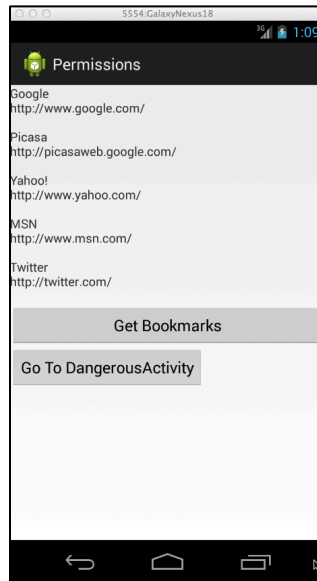 5554:GalaxyNexus18
3G 1:09
Permissions
Google
http://www.google.com/
Picasa
http://picasaweb.google.com/
Yahoo!
http://www.yahoo.com/
MSN
http://www.msn.com/
Twitter
http://twitter.com/
Get Bookmarks
Go To DangerousActivity